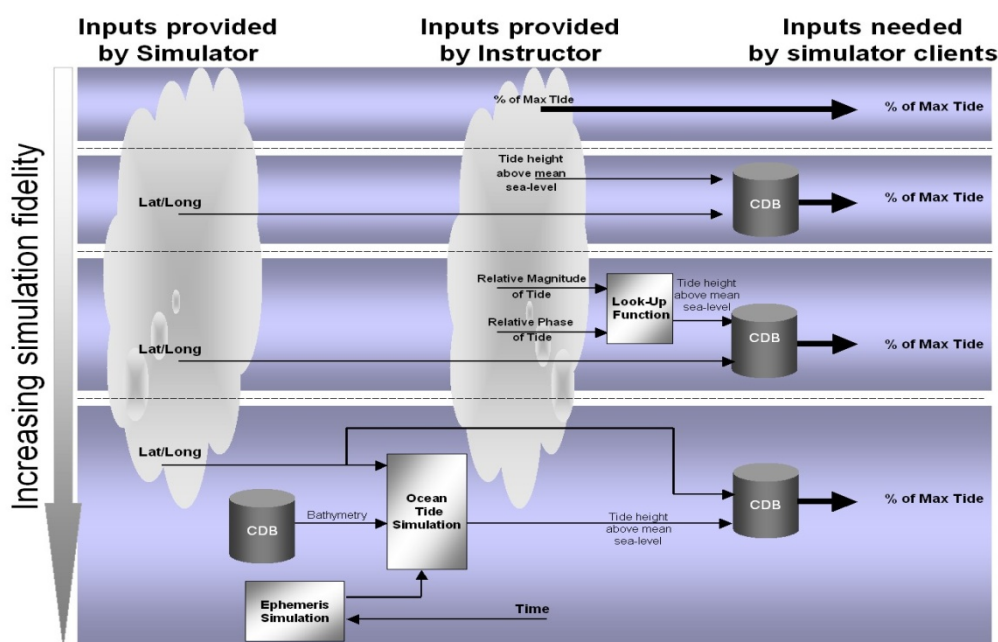 Inputs provided
by Simulator
Inputs provided
by Instructor
Inputs needed
by simulator clients
Increasing simulation fidelity
% of Max Tide
% of Max Tide
Tide height
above mean
sea-level
Lat/Long
CDB
% of Max Tide
Relative Magnitude
of Tide
Relative Phase
of Tide
Look-Up
Function
Tide height
above mean
sea-level
Lat/Long
CDB
% of Max Tide
Lat/Long
CDB
Bathymetry
Ocean
Tide
Simulation
Tide height
above mean
sea-level
CDB
% of Max Tide
Ephemeris
Simulation
Time